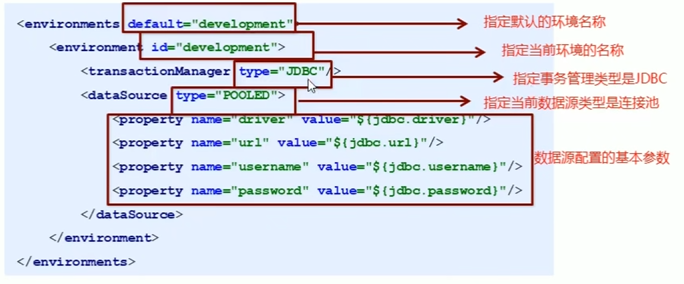 <environments default="development"
指定默认的环境名称
<environment id="development">
指定当前环境的名称
<transactionManager type="JDBC"/>
指定事务管理类型是JDBC
<dataSource type="POOLED">
指定当前数据源类型是连接池
<property name="driver" value="${jdbc.driver}"/>
<property name="url" value="${jdbc.url}"/>
<property name="username" value="${jdbc.username}"/>
数据源配置的基本参数
<property name="password" value="${jdbc.password}"/>
</dataSource>
</environment>
</environments>